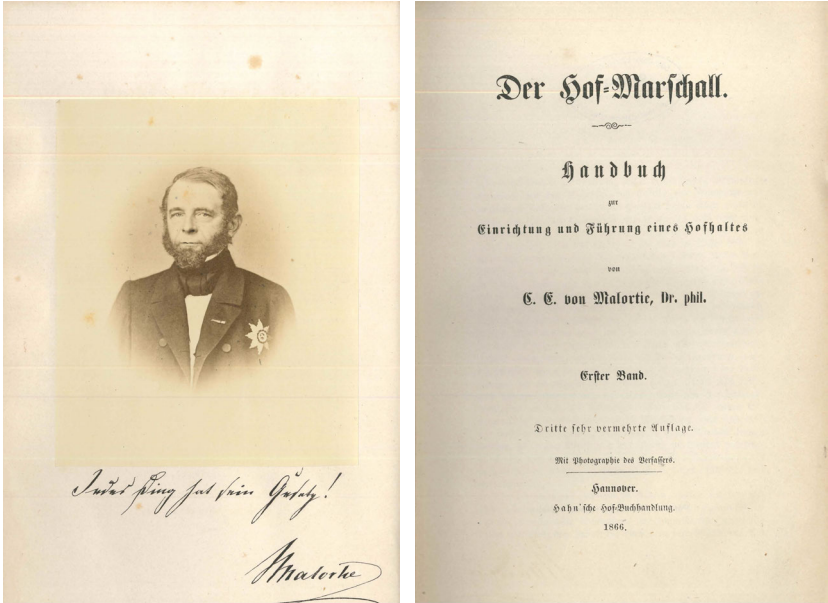 Jedes Ding hat sein Gesetz!
Malortie
Der Hof-Marschall.
Handbuch
zur
Einrichtung und Führung eines Hofhaltes
von
C. E. von Malortie, Dr. phil.
Erster Band.
Dritte sehr vermehrte Auflage.
Mit Photographie des Verfassers.
Hannover.
Hahn'sche Hof-Buchhandlung.
1866.